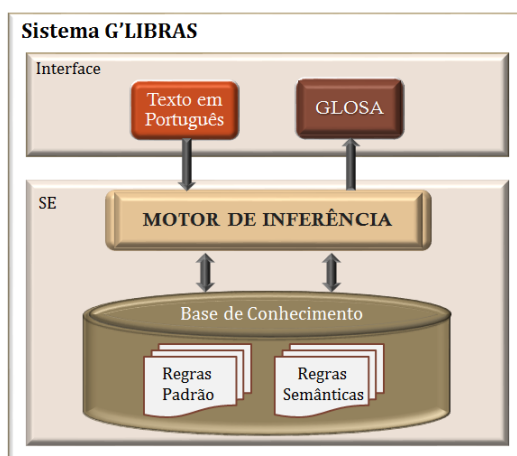 Sistema G'LIBRAS
Interface
Texto em
Português
GLOSA
SE
MOTOR DE INFERÊNCIA
Base de Conhecimento
Regras
Padrão
Regras
Semânticas